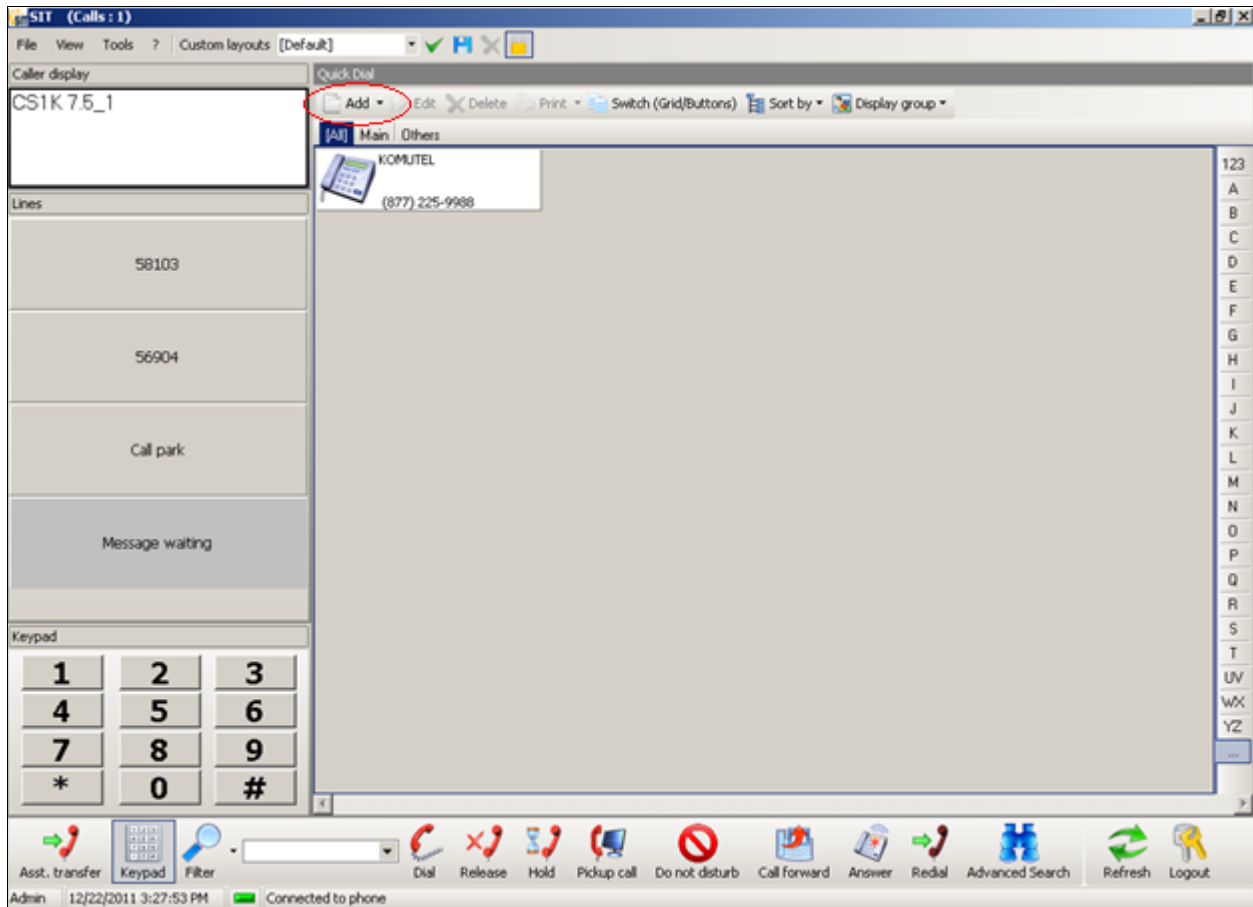 SIT (Calls : 1)
File View Tools ? Custom layouts [Default]
Caller display
CS1K 7.5_1
Lines
58103
56904
Call park
Message waiting
Keypad
1 2 3
4 5 6
7 8 9
* 0 #
Quick Dial
Add Edit Delete Print Switch (Grid/Buttons) Sort by Display group
[All] Main Others
KOMUTEL
(877) 225-9988
123
A
B
C
D
E
F
G
H
I
J
K
L
M
N
O
P
Q
R
S
T
UV
WX
YZ
...
Asst. transfer Keypad Filter Dial Release Hold Pickup call Do not disturb Call forward Answer Redial Advanced Search Refresh Logout
Admin 12/22/2011 3:27:53 PM Connected to phone